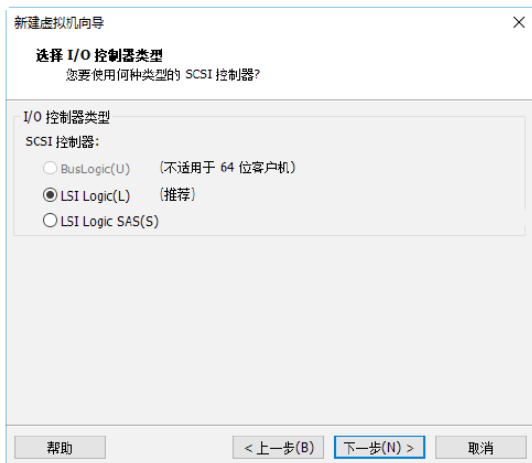 新建虚拟机向导
选择 I/O 控制器类型
您要使用何种类型的 SCSI 控制器?
I/O 控制器类型
SCSI 控制器:
BusLogic(U) (不适用于 64 位客户机)
LSI Logic(L) (推荐)
LSI Logic SAS(S)
帮助 < 上一步(B) 下一步(N) > 取消